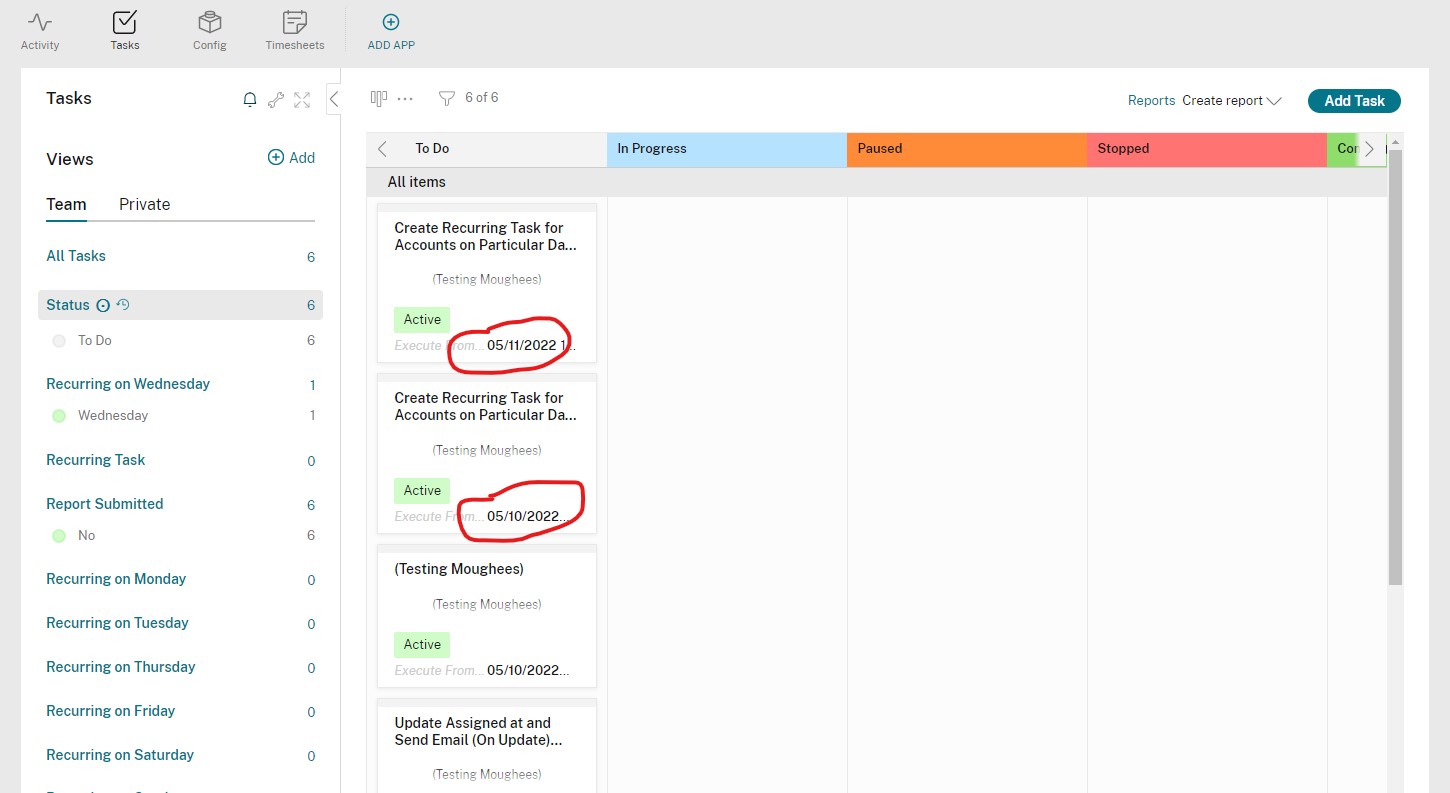 Activity
Tasks
Config
Timesheets
ADD APP
Tasks
6 of 6
Reports Create report
Add Task
Views
Add
Team Private
All Tasks 6
Status 6
To Do 6
Recurring on Wednesday 1
Wednesday 1
Recurring Task 0
Report Submitted 6
No 6
Recurring on Monday 0
Recurring on Tuesday 0
Recurring on Thursday 0
Recurring on Friday 0
Recurring on Saturday 0
To Do
In Progress
Paused
Stopped
All items
Create Recurring Task for
Accounts on Particular Da...
(Testing Moughees)
Active
Execute From... 05/11/2022 1...
Create Recurring Task for
Accounts on Particular Da...
(Testing Moughees)
Active
Execute From... 05/10/2022...
(Testing Moughees)
(Testing Moughees)
Active
Execute From... 05/10/2022...
Update Assigned at and
Send Email (On Update)...
(Testing Moughees)